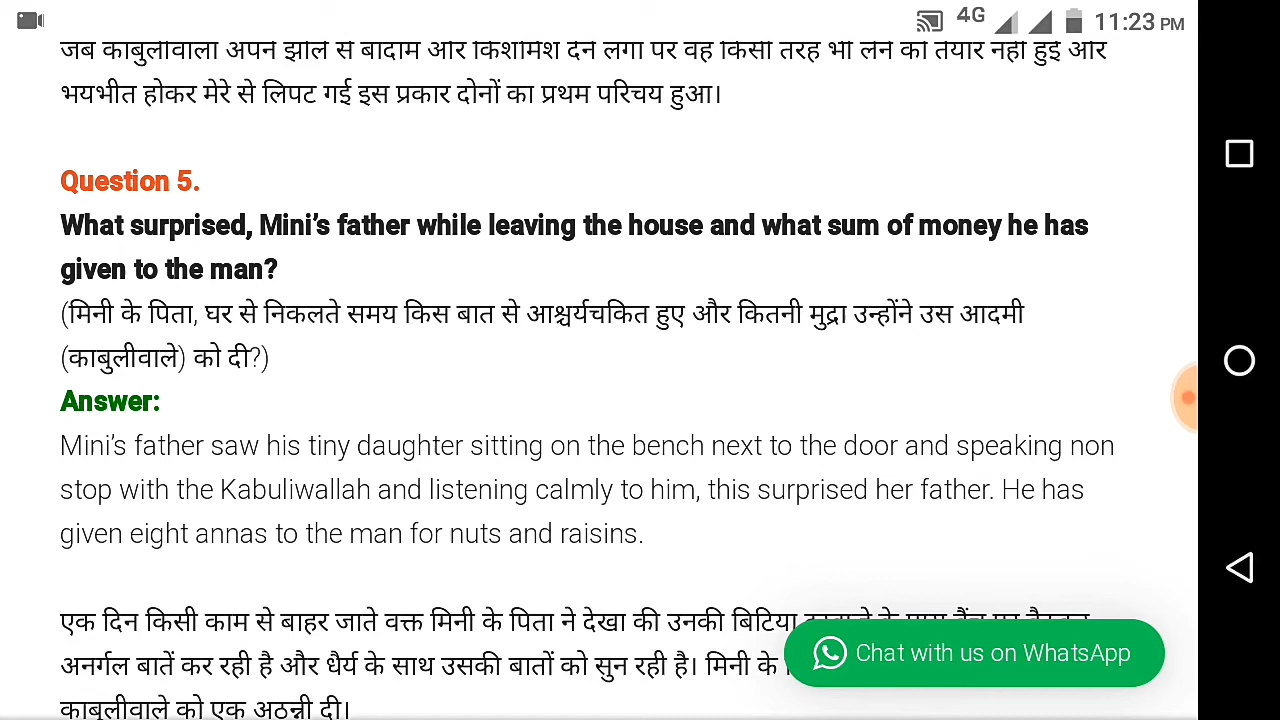 4G 11:23 PM
जब काबुलीवाला अपने झोले से बादाम और किशमिश देने लगा पर वह किसी तरह भी लेने को तैयार नहीं हुई और
भयभीत होकर मेरे से लिपट गई इस प्रकार दोनों का प्रथम परिचय हुआ।
Question 5.
What surprised, Mini’s father while leaving the house and what sum of money he has
given to the man?
(मिनी के पिता, घर से निकलते समय किस बात से आश्चर्यचकित हुए और कितनी मुद्रा उन्होंने उस आदमी
(काबुलीवाले) को दी?)
Answer:
Mini’s father saw his tiny daughter sitting on the bench next to the door and speaking non
stop with the Kabuliwallah and listening calmly to him, this surprised her father. He has
given eight annas to the man for nuts and raisins.
एक दिन किसी काम से बाहर जाते वक्त मिनी के पिता ने देखा की उनकी बिटिया
अनर्गल बातें कर रही है और धैर्य के साथ उसकी बातों को सुन रही है। मिनी के
काबुलीवाले को एक अठन्नी दी।
Chat with us on WhatsApp